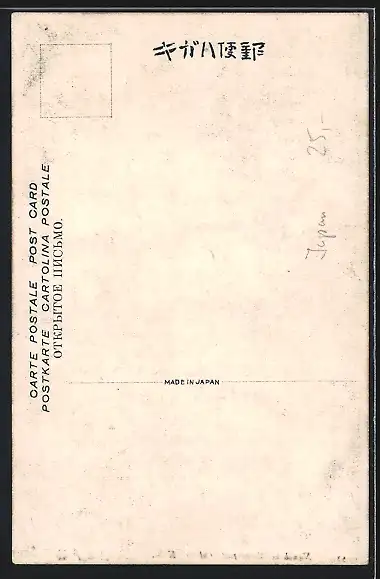 キガハ便郵
CARTE POSTALE POST CARD
POSTKARTE CARTOLINA POSTALE
ОТКРЫТОЕ ПИСЬМО.
MADE IN JAPAN
Japan 25,-